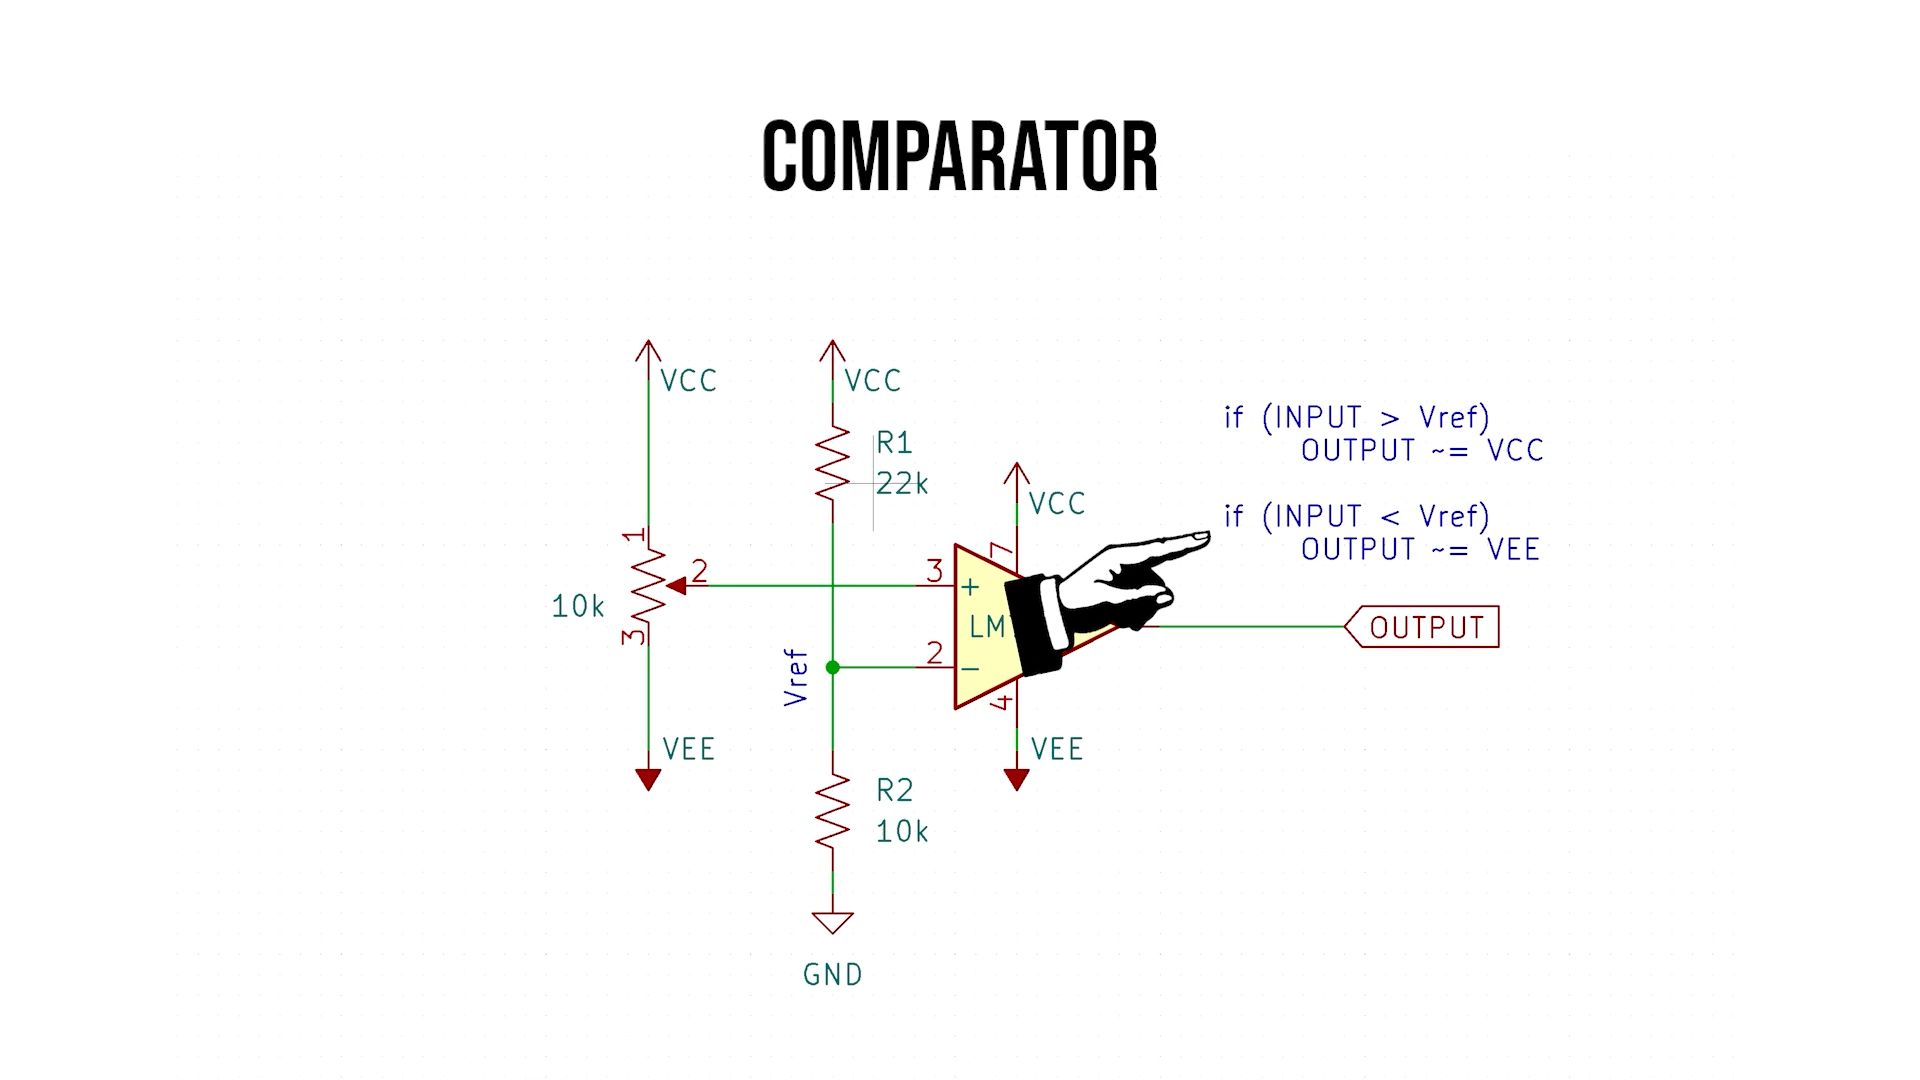 COMPARATOR
VCC
VCC
R1
22k
if (INPUT > Vref)
OUTPUT ~= VCC
VCC
if (INPUT < Vref)
OUTPUT ~= VEE
1
7
2
3
+
10k
LM
OUTPUT
3
2
−
Vref
4
VEE
VEE
R2
10k
GND